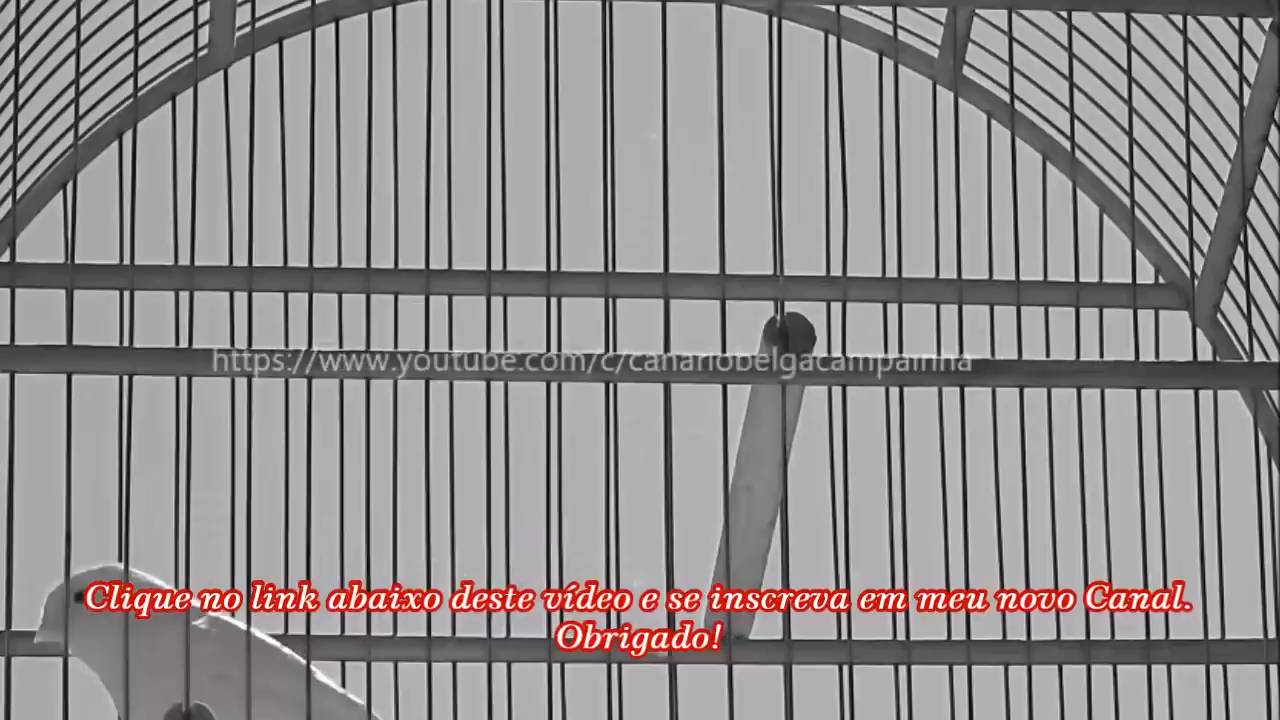 https://www.youtube.com/c/canariobelgacampainha
Clique no link abaixo deste vídeo e se inscreva em meu novo Canal.
Obrigado!